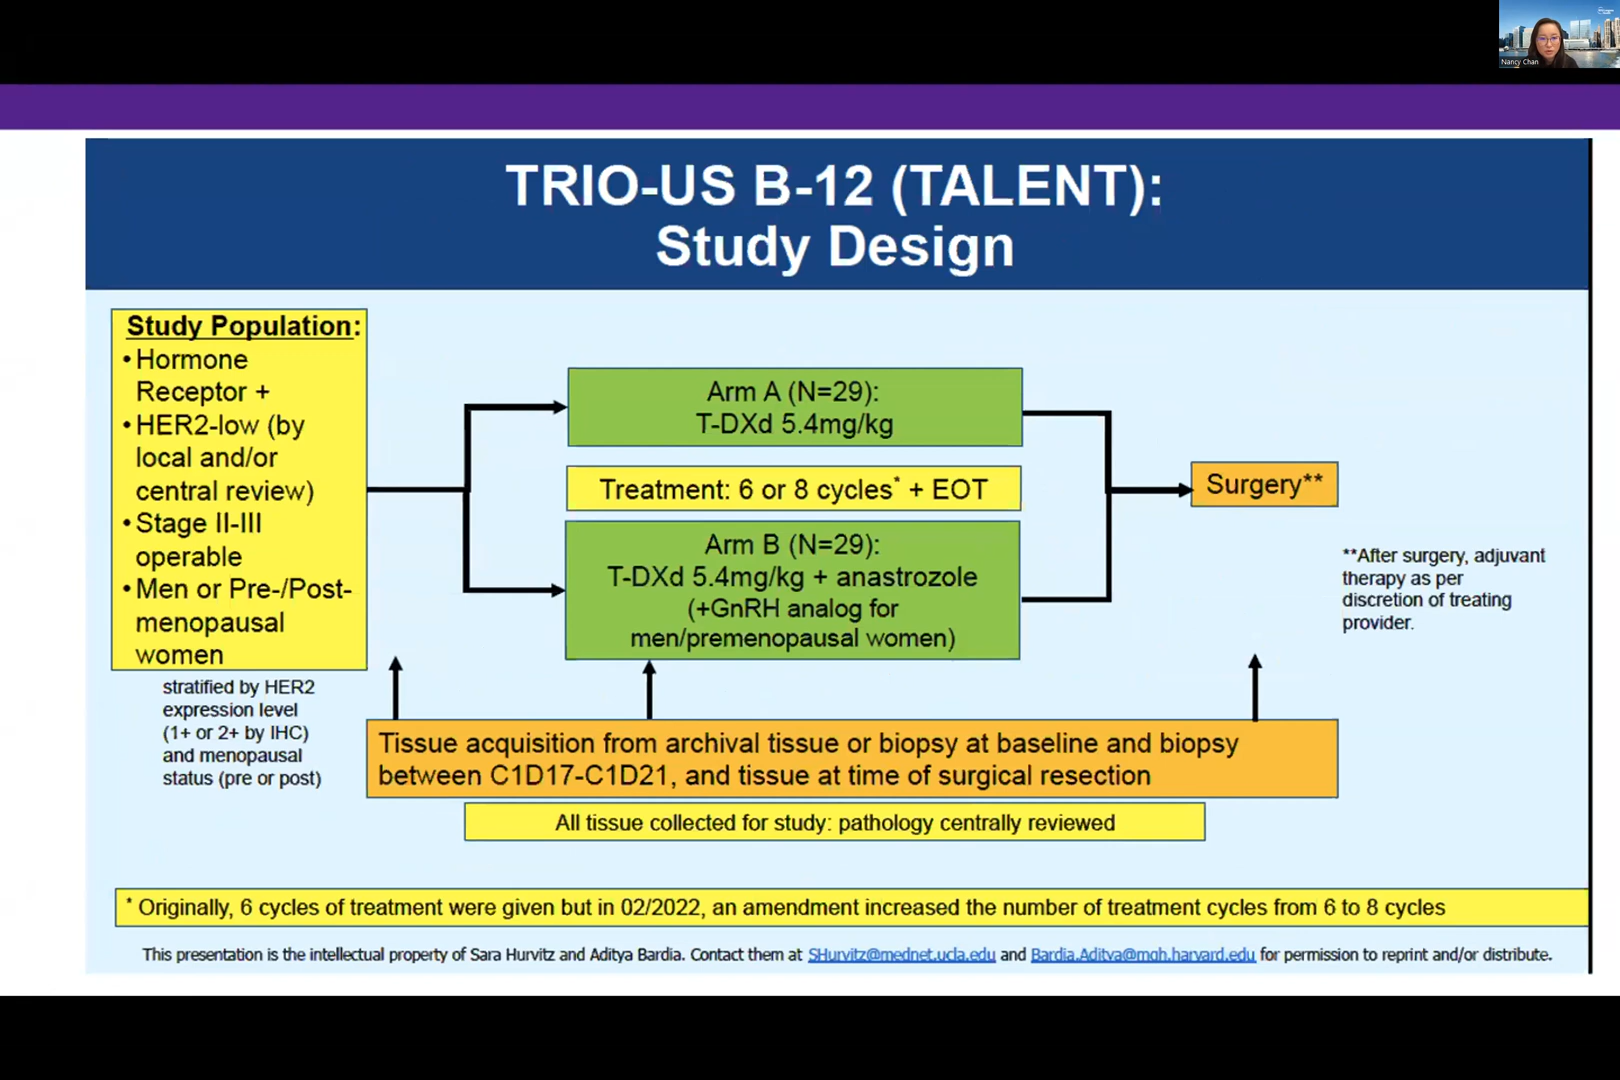 Nancy Chan
TRIO-US B-12 (TALENT):
Study Design
Study Population:
•Hormone
Receptor +
•HER2-low (by
local and/or
central review)
•Stage II-III
operable
•Men or Pre-/Post-
menopausal
women
stratified by HER2
expression level
(1+ or 2+ by IHC)
and menopausal
status (pre or post)
Arm A (N=29):
T-DXd 5.4mg/kg
Treatment: 6 or 8 cycles* + EOT
Arm B (N=29):
T-DXd 5.4mg/kg + anastrozole
(+GnRH analog for
men/premenopausal women)
Surgery**
**After surgery, adjuvant
therapy as per
discretion of treating
provider.
Tissue acquisition from archival tissue or biopsy at baseline and biopsy
between C1D17-C1D21, and tissue at time of surgical resection
All tissue collected for study: pathology centrally reviewed
* Originally, 6 cycles of treatment were given but in 02/2022, an amendment increased the number of treatment cycles from 6 to 8 cycles
This presentation is the intellectual property of Sara Hurvitz and Aditya Bardia. Contact them at SHurvitz@mednet.ucla.edu and Bardia.Aditya@mgh.harvard.edu for permission to reprint and/or distribute.